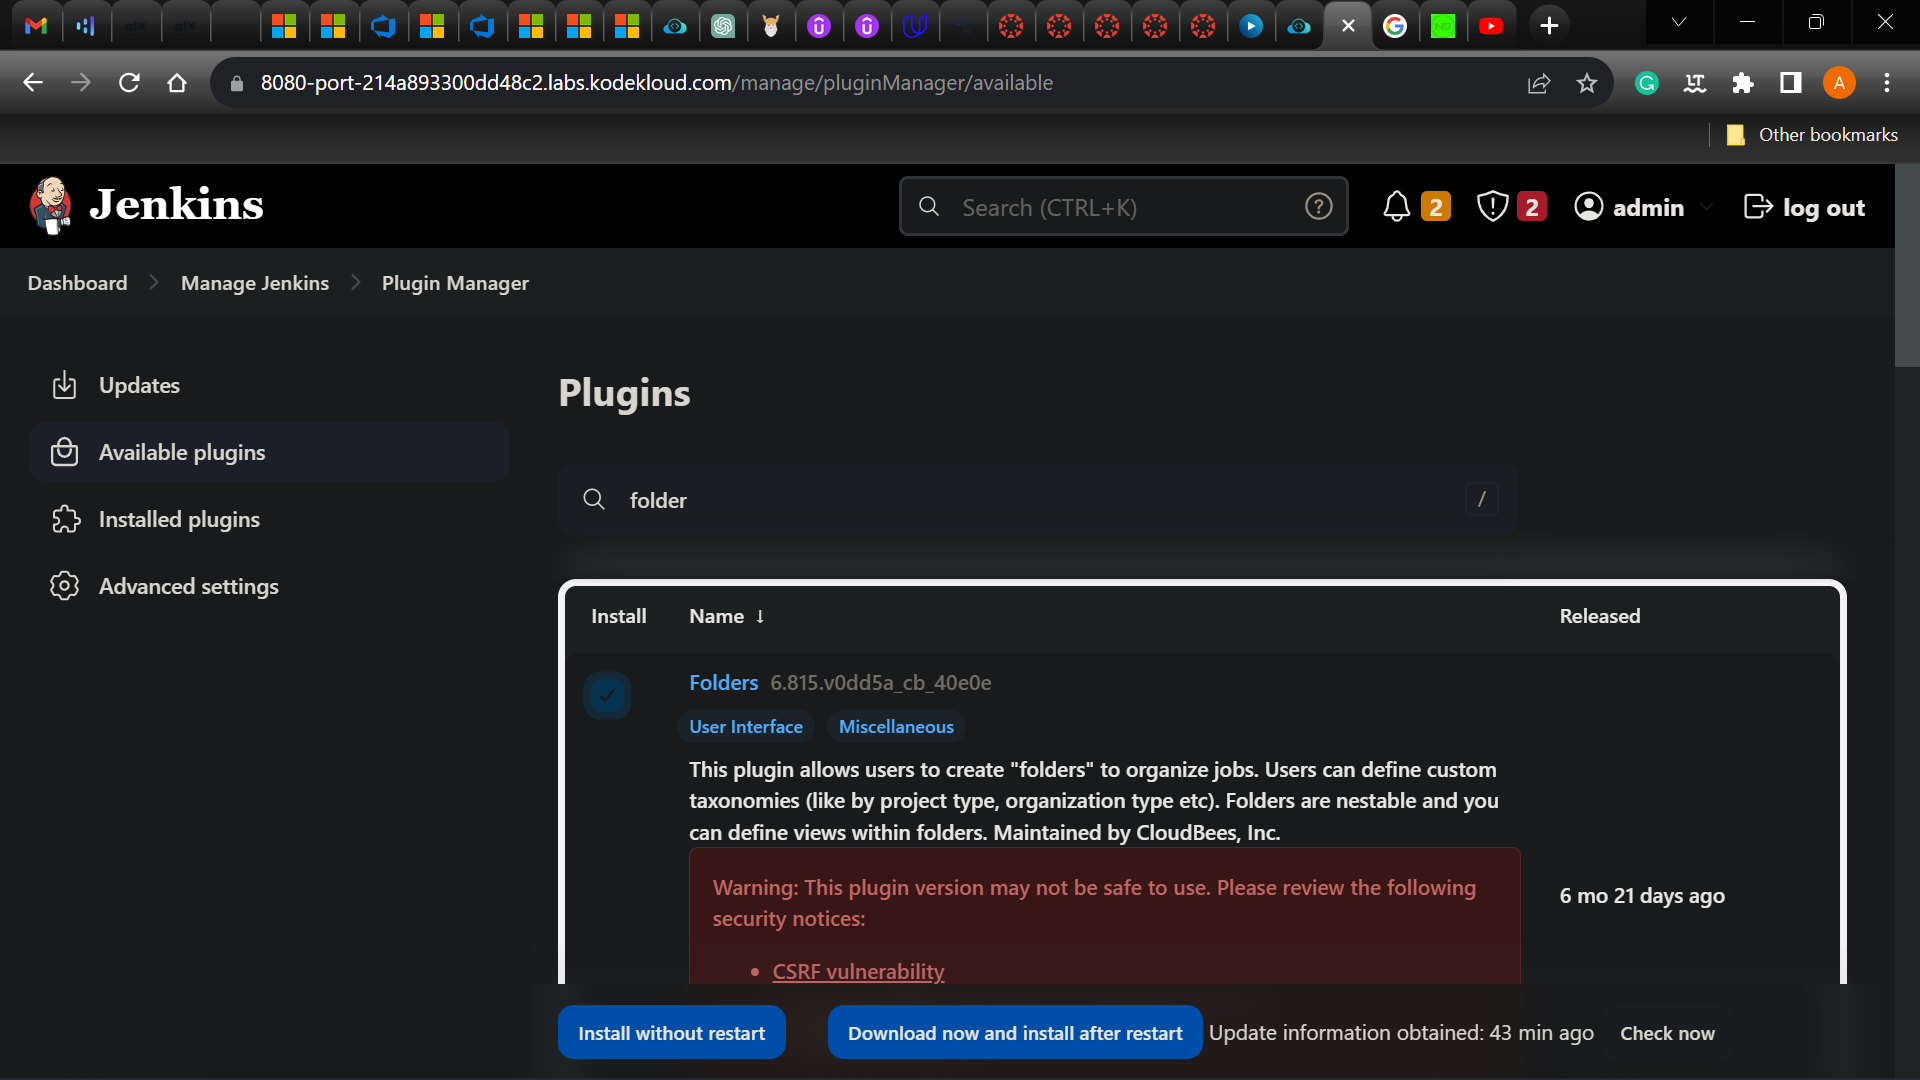 8080-port-214a893300dd48c2.labs.kodekloud.com/manage/pluginManager/available
A
Other bookmarks
Jenkins
Search (CTRL+K)
2
2
admin
log out
Dashboard
Manage Jenkins
Plugin Manager
Updates
Available plugins
Installed plugins
Advanced settings
Plugins
folder
/
Install
Name ↓
Released
Folders 6.815.v0dd5a_cb_40e0e
User Interface
Miscellaneous
This plugin allows users to create "folders" to organize jobs. Users can define custom
taxonomies (like by project type, organization type etc). Folders are nestable and you
can define views within folders. Maintained by CloudBees, Inc.
Warning: This plugin version may not be safe to use. Please review the following
security notices:
• CSRF vulnerability
6 mo 21 days ago
Install without restart
Download now and install after restart
Update information obtained: 43 min ago
Check now